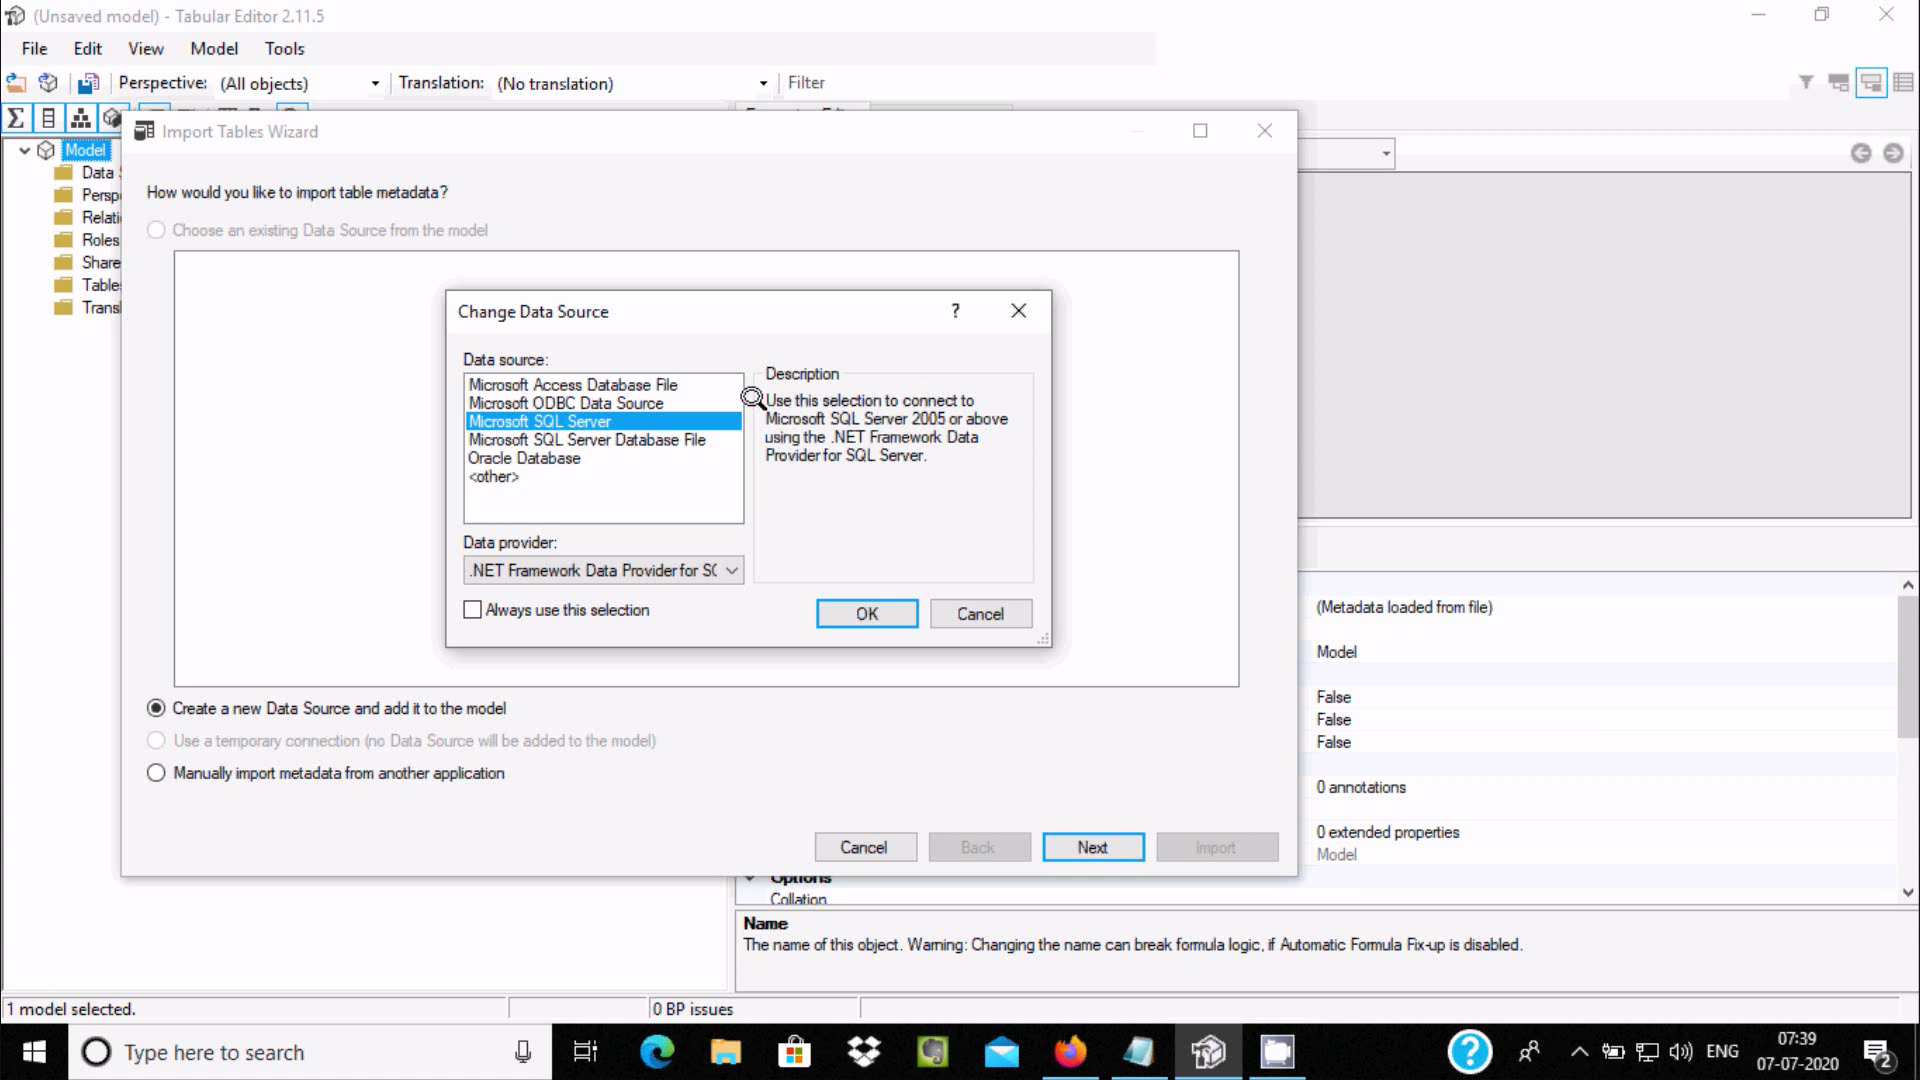 (Unsaved model) - Tabular Editor 2.11.5
File Edit View Model Tools
Perspective: (All objects) Translation: (No translation) Filter
Import Tables Wizard
Model
How would you like to import table metadata?
Choose an existing Data Source from the model
Data
Persp
Relati
Roles
Share
Tables
Transl
Change Data Source
?
Data source:
Microsoft Access Database File
Microsoft ODBC Data Source
Microsoft SQL Server
Microsoft SQL Server Database File
Oracle Database
<other>
Description
Use this selection to connect to
Microsoft SQL Server 2005 or above
using the .NET Framework Data
Provider for SQL Server.
Data provider:
.NET Framework Data Provider for SQ
Always use this selection
OK Cancel
Create a new Data Source and add it to the model
Use a temporary connection (no Data Source will be added to the model)
Manually import metadata from another application
Cancel Back Next Import
(Metadata loaded from file)
Model
False
False
False
0 annotations
0 extended properties
Model
Options
Collation
Name
The name of this object. Warning: Changing the name can break formula logic, if Automatic Formula Fix-up is disabled.
1 model selected.
0 BP issues
Type here to search
ENG
07:39
07-07-2020
2